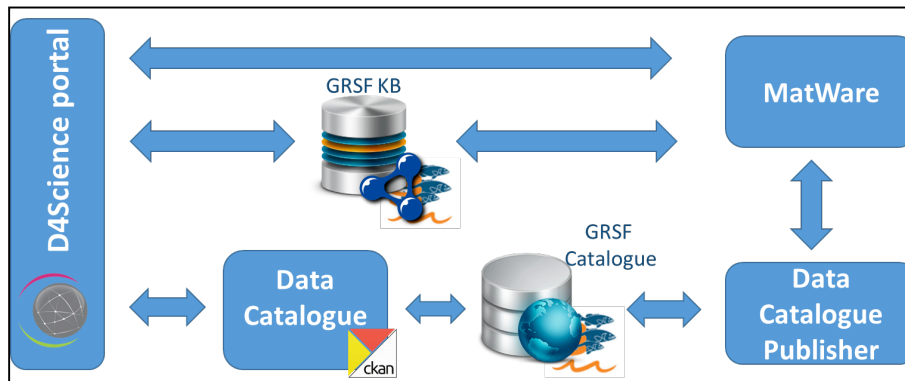 D4Science portal
GRSF KB
MatWare
GRSF
Catalogue
Data
Catalogue
ckan
Data
Catalogue
Publisher